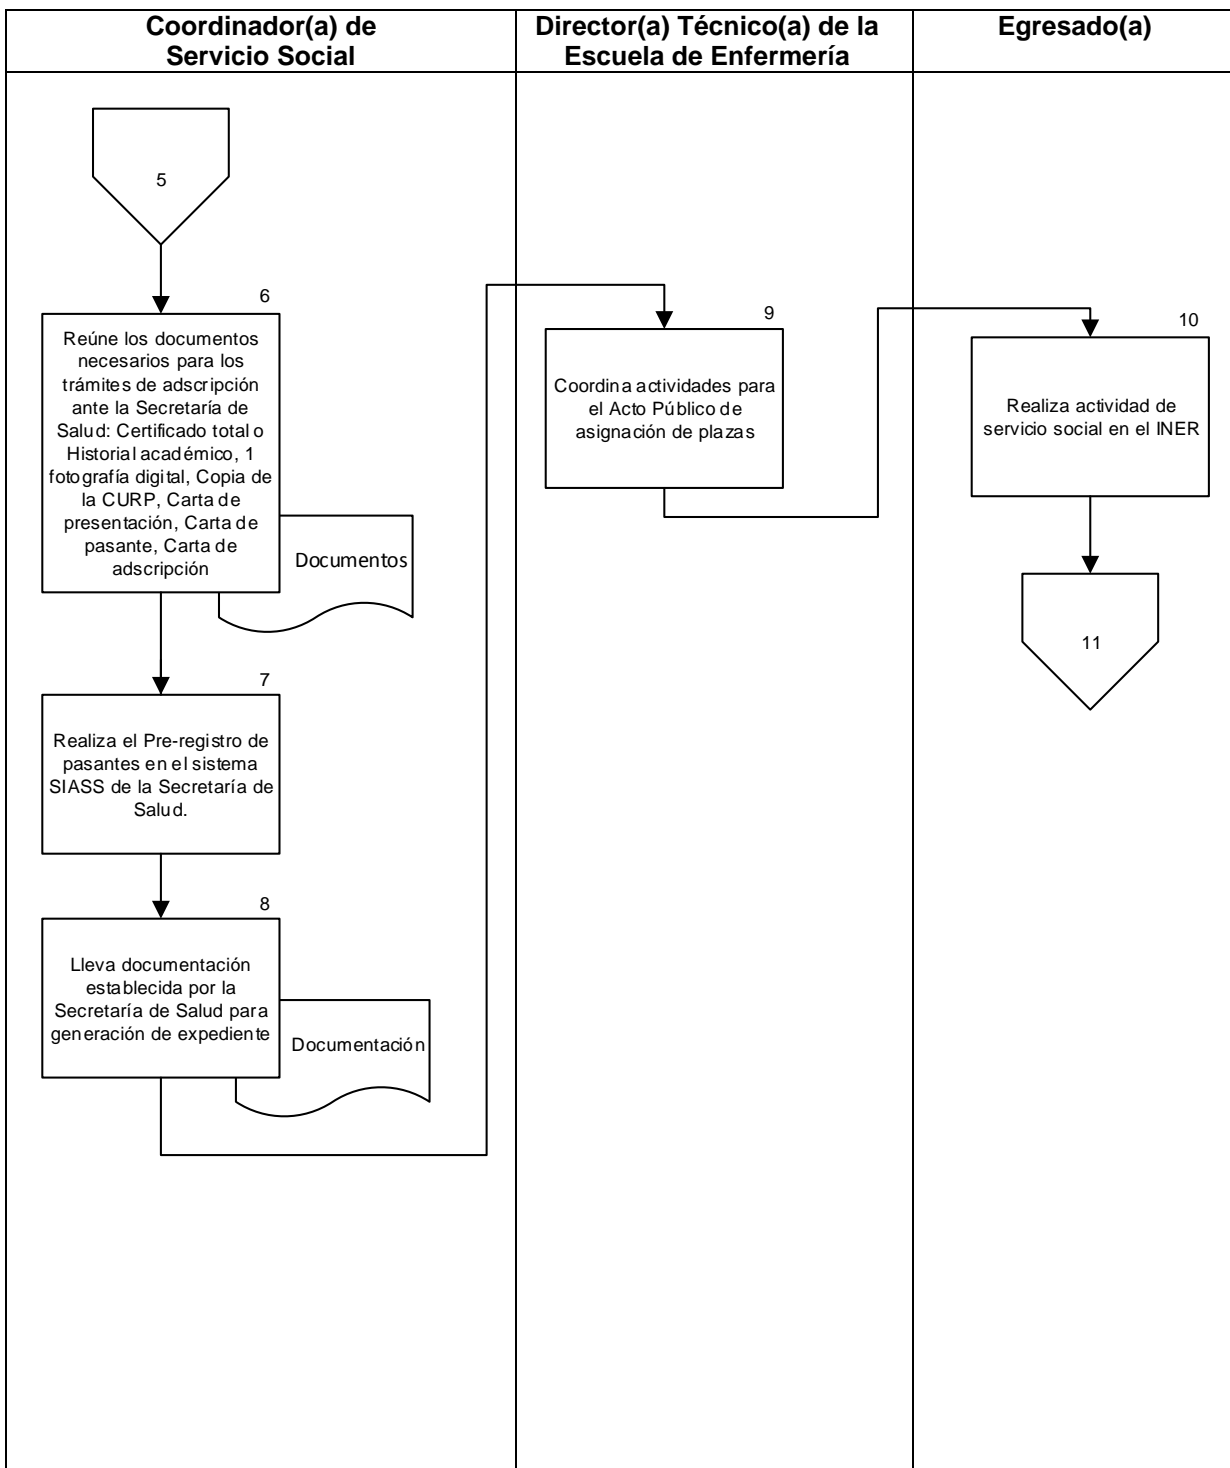 Coordinador(a) de
Servicio Social
Director(a) Técnico(a) de la
Escuela de Enfermería
Egresado(a)
5
6
Reúne los documentos
necesarios para los
trámites de adscripción
ante la Secretaría de
Salud: Certificado total o
Historial académico, 1
fotografía digital, Copia de
la CURP, Carta de
presentación, Carta de
pasante, Carta de
adscripción
Documentos
7
Realiza el Pre-registro de
pasantes en el sistema
SIASS de la Secretaría de
Salud.
8
Lleva documentación
establecida por la
Secretaría de Salud para
generación de expediente
Documentación
9
Coordina actividades para
el Acto Público de
asignación de plazas
10
Realiza actividad de
servicio social en el INER
11